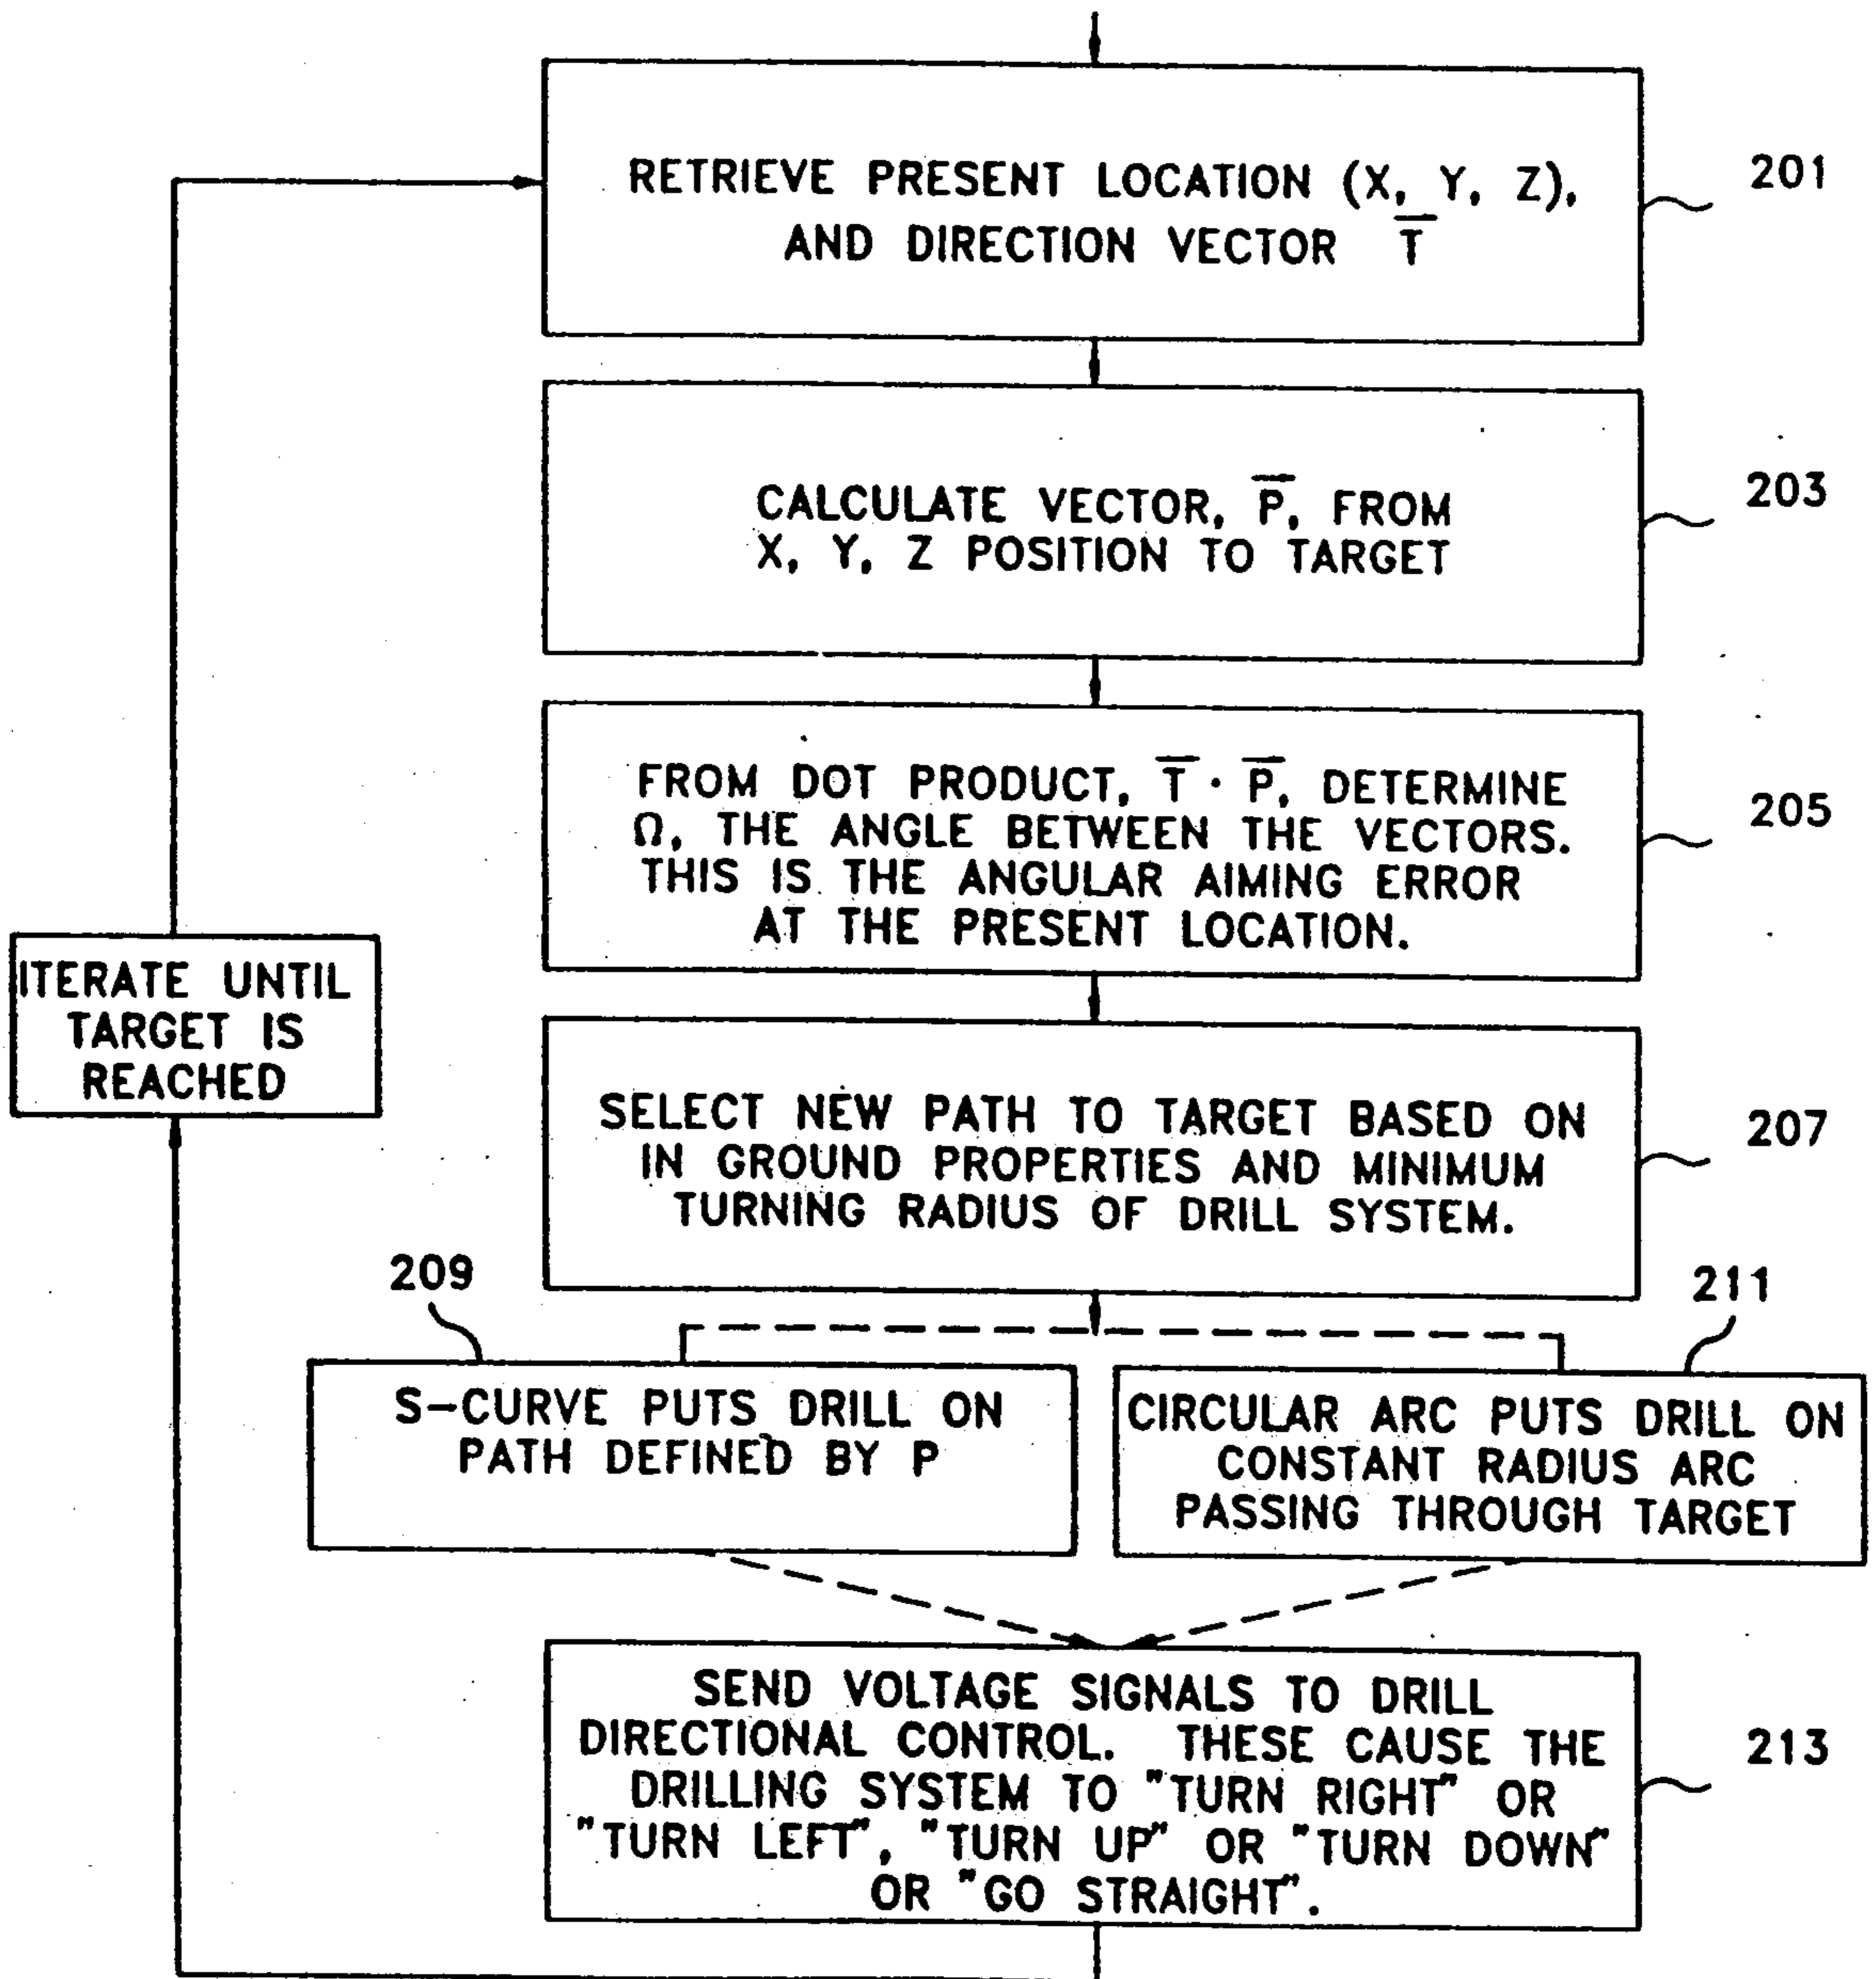 RETRIEVE PRESENT LOCATION (X, Y, Z),
AND DIRECTION VECTOR T̅
201
CALCULATE VECTOR, P̅, FROM
X, Y, Z POSITION TO TARGET
203
FROM DOT PRODUCT, T̅ · P̅, DETERMINE
Ω, THE ANGLE BETWEEN THE VECTORS.
THIS IS THE ANGULAR AIMING ERROR
AT THE PRESENT LOCATION.
205
ITERATE UNTIL
TARGET IS
REACHED
SELECT NEW PATH TO TARGET BASED ON
IN GROUND PROPERTIES AND MINIMUM
TURNING RADIUS OF DRILL SYSTEM.
207
209
S-CURVE PUTS DRILL ON
PATH DEFINED BY P
211
CIRCULAR ARC PUTS DRILL ON
CONSTANT RADIUS ARC
PASSING THROUGH TARGET
SEND VOLTAGE SIGNALS TO DRILL
DIRECTIONAL CONTROL. THESE CAUSE THE
DRILLING SYSTEM TO "TURN RIGHT" OR
"TURN LEFT", "TURN UP" OR "TURN DOWN"
OR "GO STRAIGHT".
213